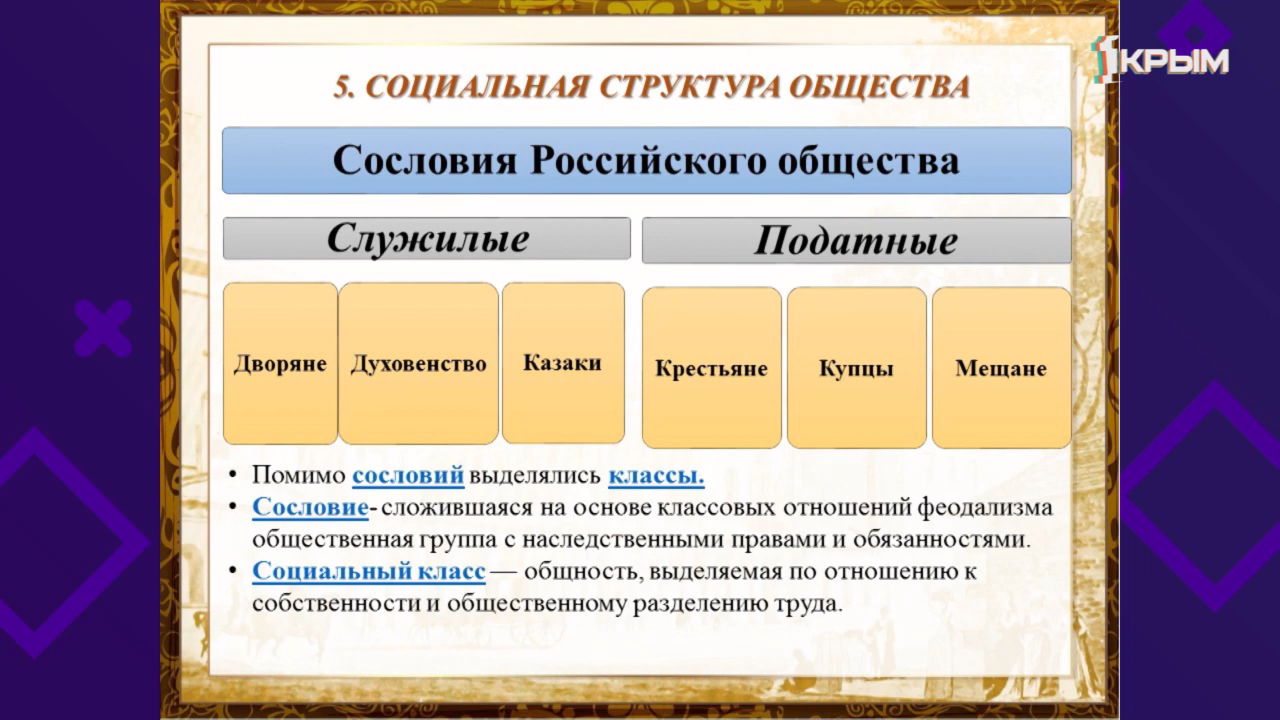 1КРЫМ
5. СОЦИАЛЬНАЯ СТРУКТУРА ОБЩЕСТВА
Сословия Российского общества
Служилые
Податные
Дворяне
Духовенство
Казаки
Крестьяне
Купцы
Мещане
• Помимо сословий выделялись классы.
• Сословие- сложившаяся на основе классовых отношений феодализма
общественная группа с наследственными правами и обязанностями.
• Социальный класс — общность, выделяемая по отношению к
собственности и общественному разделению труда.